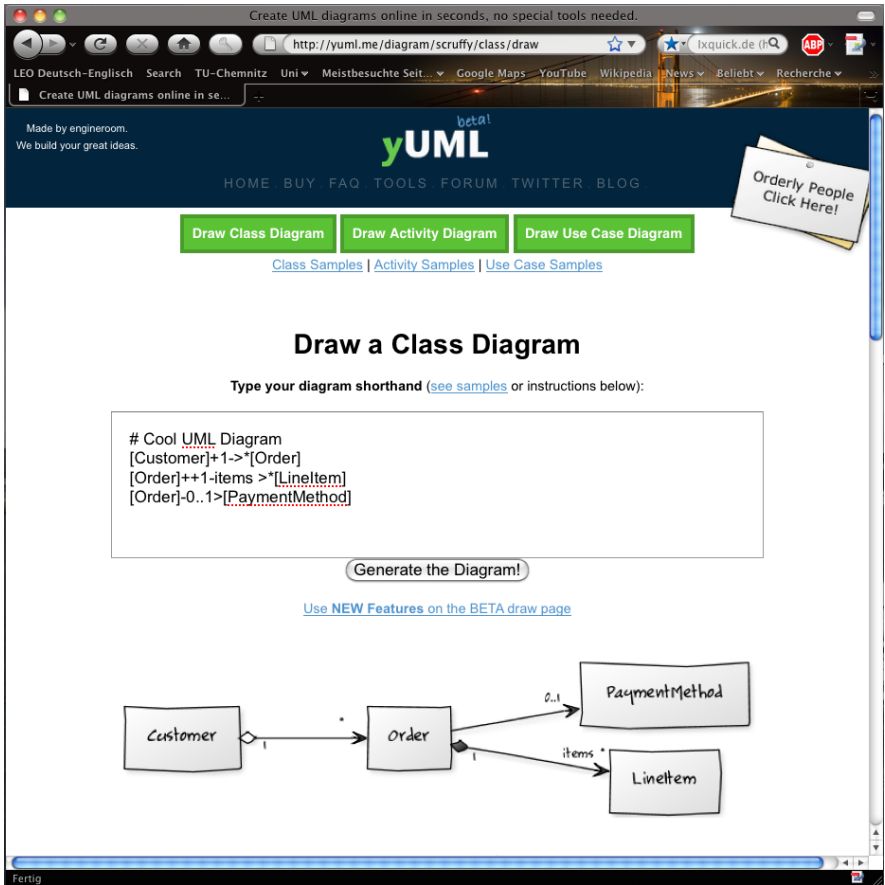 Create UML diagrams online in seconds, no special tools needed.
http://yuml.me/diagram/scruffy/class/draw
Ixquick.de (h
ABP
LEO Deutsch-Englisch Search TU-Chemnitz Uni Meistbesuchte Seit... Google Maps YouTube Wikipedia News Beliebt Recherche
Create UML diagrams online in se...
Made by engineroom.
We build your great ideas.
beta!
yUML
HOME . BUY . FAQ . TOOLS . FORUM . TWITTER . BLOG .
Orderly People
Click Here!
Draw Class Diagram Draw Activity Diagram Draw Use Case Diagram
Class Samples | Activity Samples | Use Case Samples
Draw a Class Diagram
Type your diagram shorthand (see samples or instructions below):
# Cool UML Diagram
[Customer]+1->*[Order]
[Order]++1-items >*[LineItem]
[Order]-0..1>[PaymentMethod]
Generate the Diagram!
Use NEW Features on the BETA draw page
Customer
1
*
Order
0..1
PaymentMethod
1
items *
LineItem
Fertig